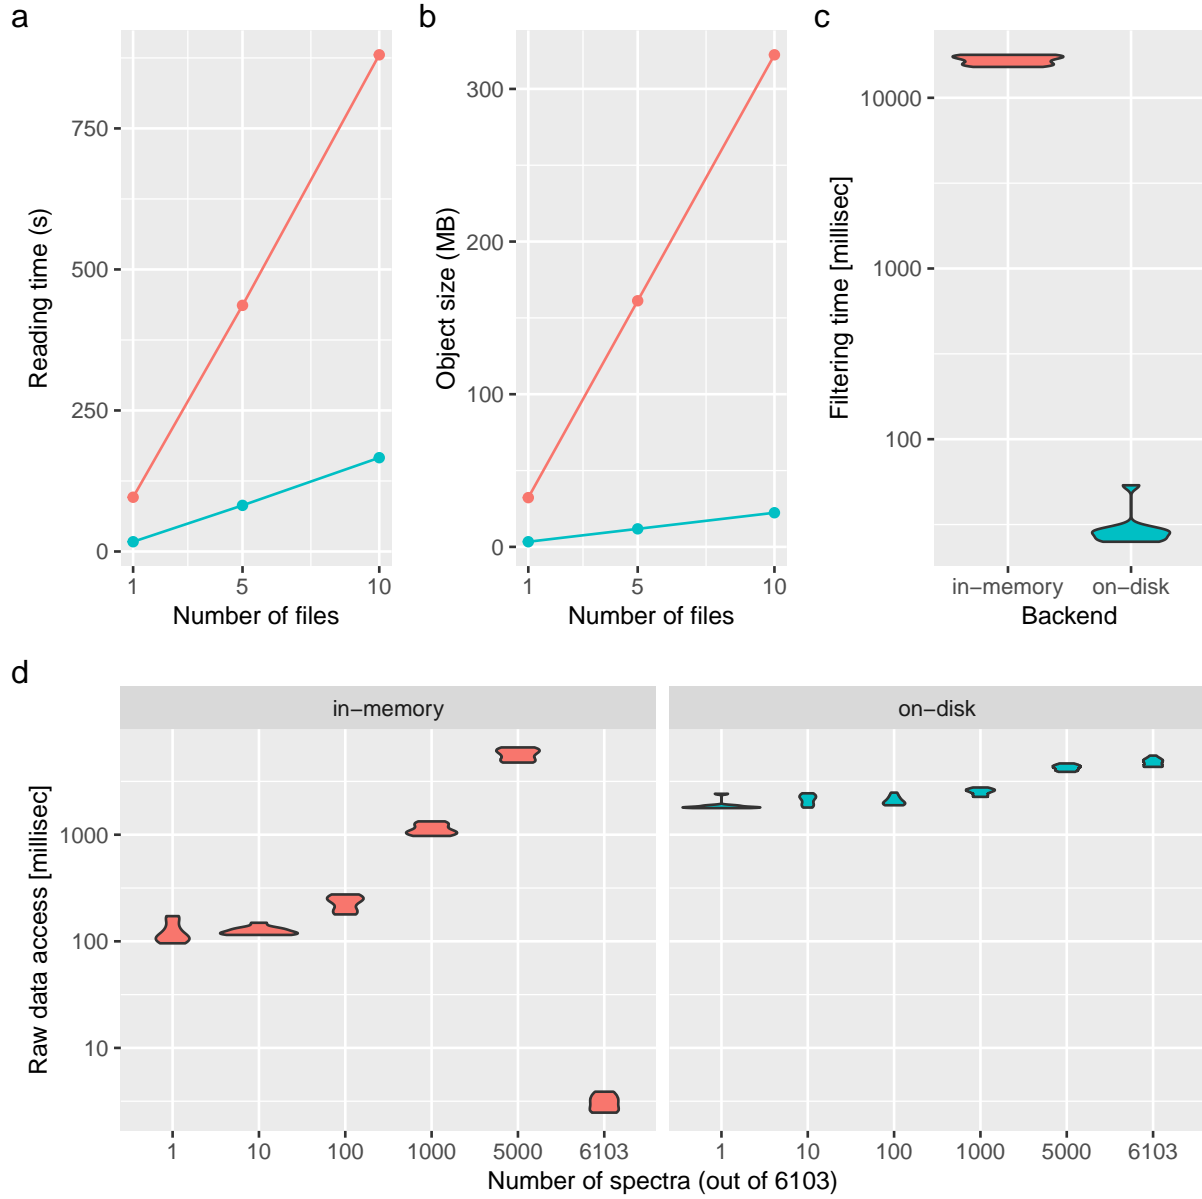 a
b
c
750
500
250
0
Reading time (s)
1 5 10
Number of files
300
200
100
0
Object size (MB)
1 5 10
Number of files
10000
1000
100
Filtering time [millisec]
in−memory on−disk
Backend
d
in−memory
on−disk
1000
100
10
Raw data access [millisec]
1 10 100 1000 5000 6103
1 10 100 1000 5000 6103
Number of spectra (out of 6103)